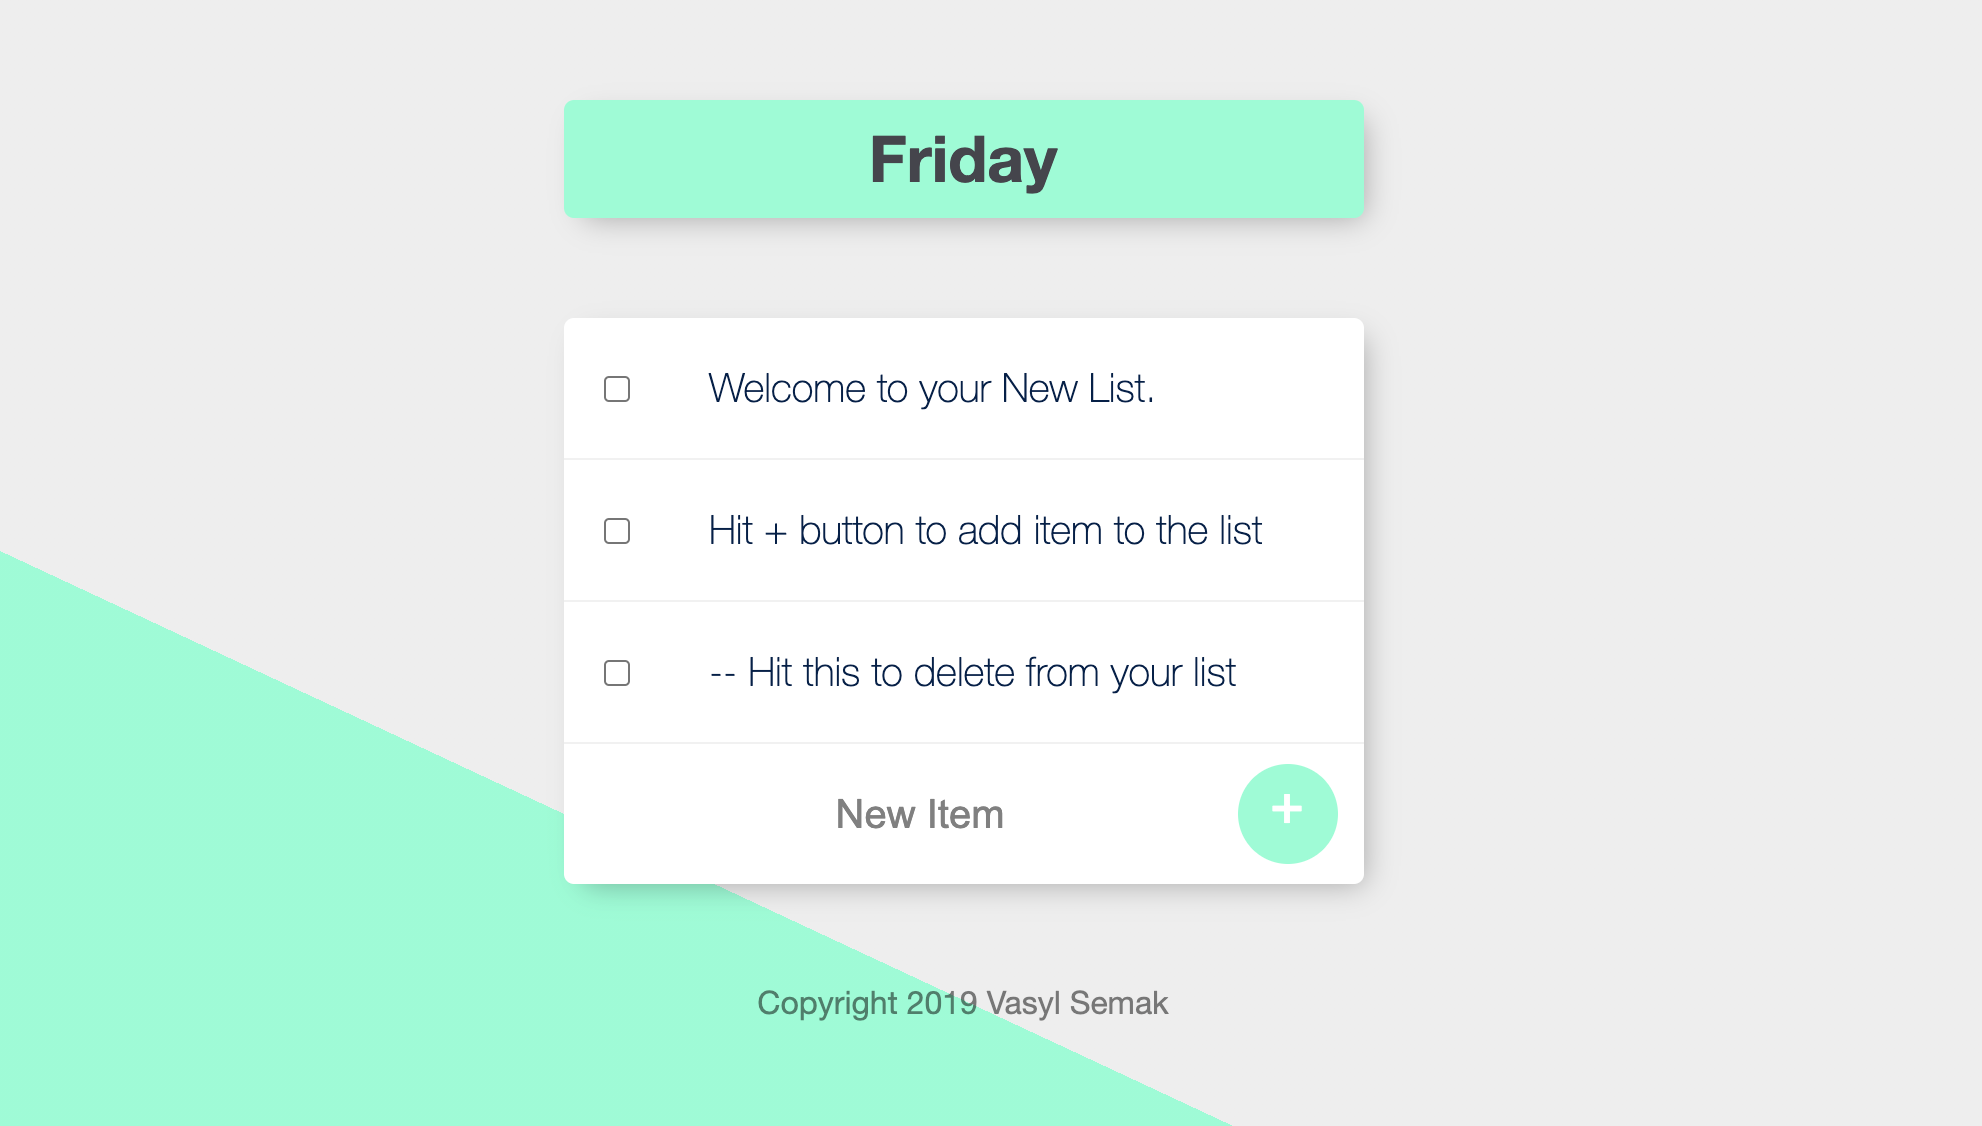 Friday
Welcome to your New List.
Hit + button to add item to the list
-- Hit this to delete from your list
New Item
+
Copyright 2019 Vasyl Semak